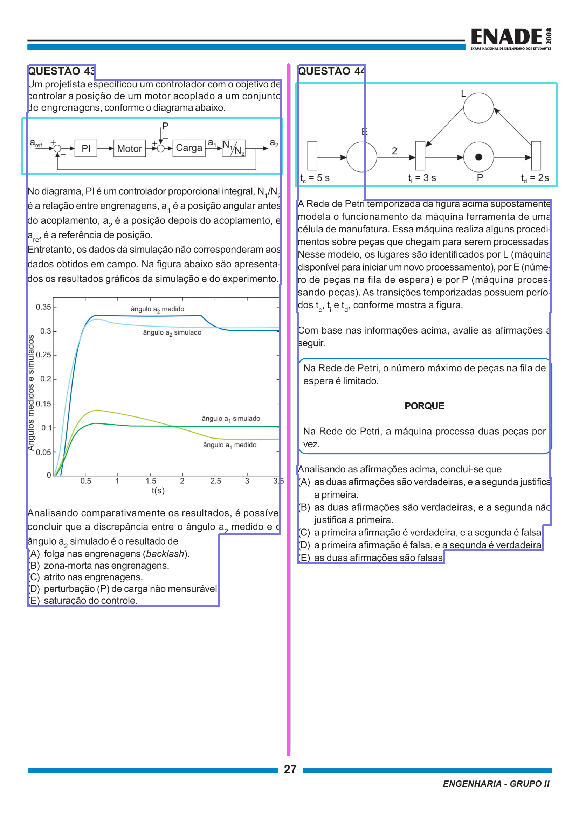 ENADE 2008
EXAME NACIONAL DE DESEMPENHO DOS ESTUDANTES
QUESTÃO 43
Um projetista especificou um controlador com o objetivo de
controlar a posição de um motor acoplado a um conjunto
de engrenagens, conforme o diagrama abaixo.
P
a_ref + − PI Motor + + Carga a_1 N_1/N_2 a_2
No diagrama, PI é um controlador proporcional integral, N_1/N_2
é a relação entre engrenagens, a_1 é a posição angular antes
do acoplamento, a_2 é a posição depois do acoplamento, e
a_ref é a referência de posição.
Entretanto, os dados da simulação não corresponderam aos
dados obtidos em campo. Na figura abaixo são apresenta-
dos os resultados gráficos da simulação e do experimento.
Ângulos medidos e simulados
0.35
0.3
0.25
0.2
0.15
0.1
0.05
0
ângulo a_2 medido
ângulo a_2 simulado
ângulo a_1 simulado
ângulo a_1 medido
0.5 1 1.5 2 2.5 3 3.5
t(s)
Analisando comparativamente os resultados, é possível
concluir que a discrepância entre o ângulo a_2 medido e o
ângulo a_2 simulado é o resultado de
(A) folga nas engrenagens (backlash).
(B) zona-morta nas engrenagens.
(C) atrito nas engrenagens.
(D) perturbação (P) de carga não mensurável.
(E) saturação do controle.
QUESTÃO 44
L
E
2
t_c = 5 s t_i = 3 s P t_d = 2s
A Rede de Petri temporizada da figura acima supostamente
modela o funcionamento da máquina ferramenta de uma
célula de manufatura. Essa máquina realiza alguns procedi-
mentos sobre peças que chegam para serem processadas.
Nesse modelo, os lugares são identificados por L (máquina
disponível para iniciar um novo processamento), por E (núme-
ro de peças na fila de espera) e por P (máquina proces-
sando peças). As transições temporizadas possuem perío-
dos t_c, t_i e t_d, conforme mostra a figura.
Com base nas informações acima, avalie as afirmações a
seguir.
Na Rede de Petri, o número máximo de peças na fila de
espera é limitado.
PORQUE
Na Rede de Petri, a máquina processa duas peças por
vez.
Analisando as afirmações acima, conclui-se que
(A) as duas afirmações são verdadeiras, e a segunda justifica
a primeira.
(B) as duas afirmações são verdadeiras, e a segunda não
justifica a primeira.
(C) a primeira afirmação é verdadeira, e a segunda é falsa.
(D) a primeira afirmação é falsa, e a segunda é verdadeira.
(E) as duas afirmações são falsas.
27
ENGENHARIA - GRUPO II